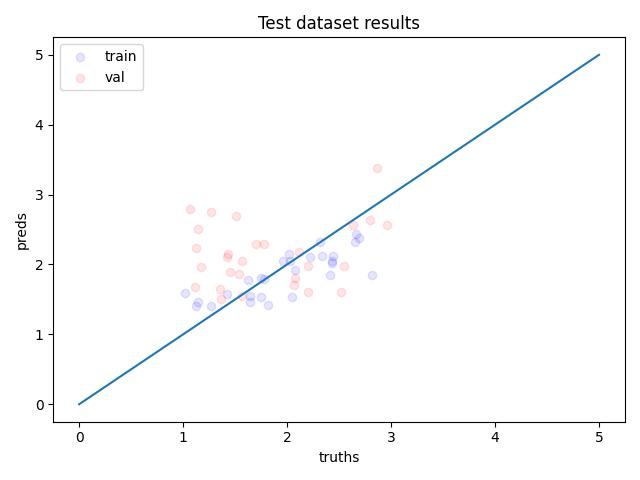 Test dataset results
train
val
preds
5
4
3
2
1
0
0 1 2 3 4 5
truths